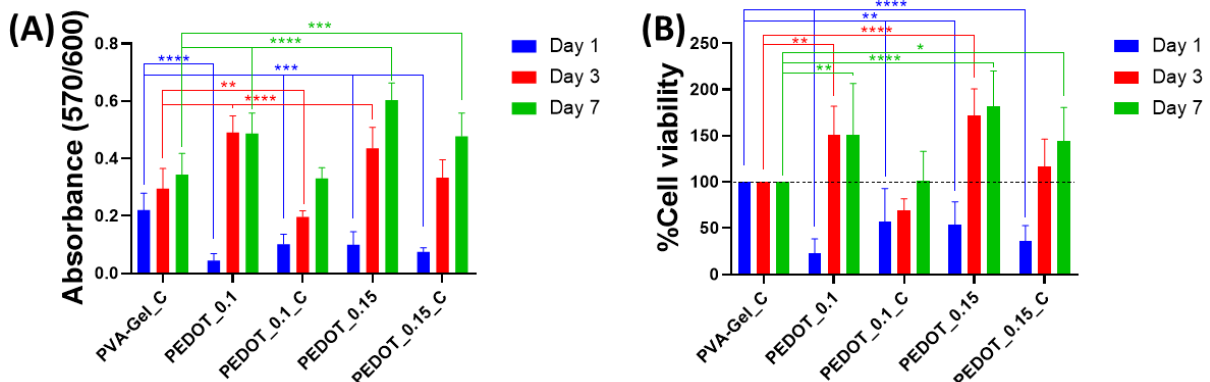 (A)
Absorbance (570/600)
0.8
0.6
0.4
0.2
0.0
****
**
****
****
***
***
Day 1
Day 3
Day 7
PVA-Gel_C
PEDOT_0.1
PEDOT_0.1_C
PEDOT_0.15
PEDOT_0.15_C
(B)
%Cell viability
250
200
150
100
50
0
****
**
****
**
*
****
**
Day 1
Day 3
Day 7
PVA-Gel_C
PEDOT_0.1
PEDOT_0.1_C
PEDOT_0.15
PEDOT_0.15_C